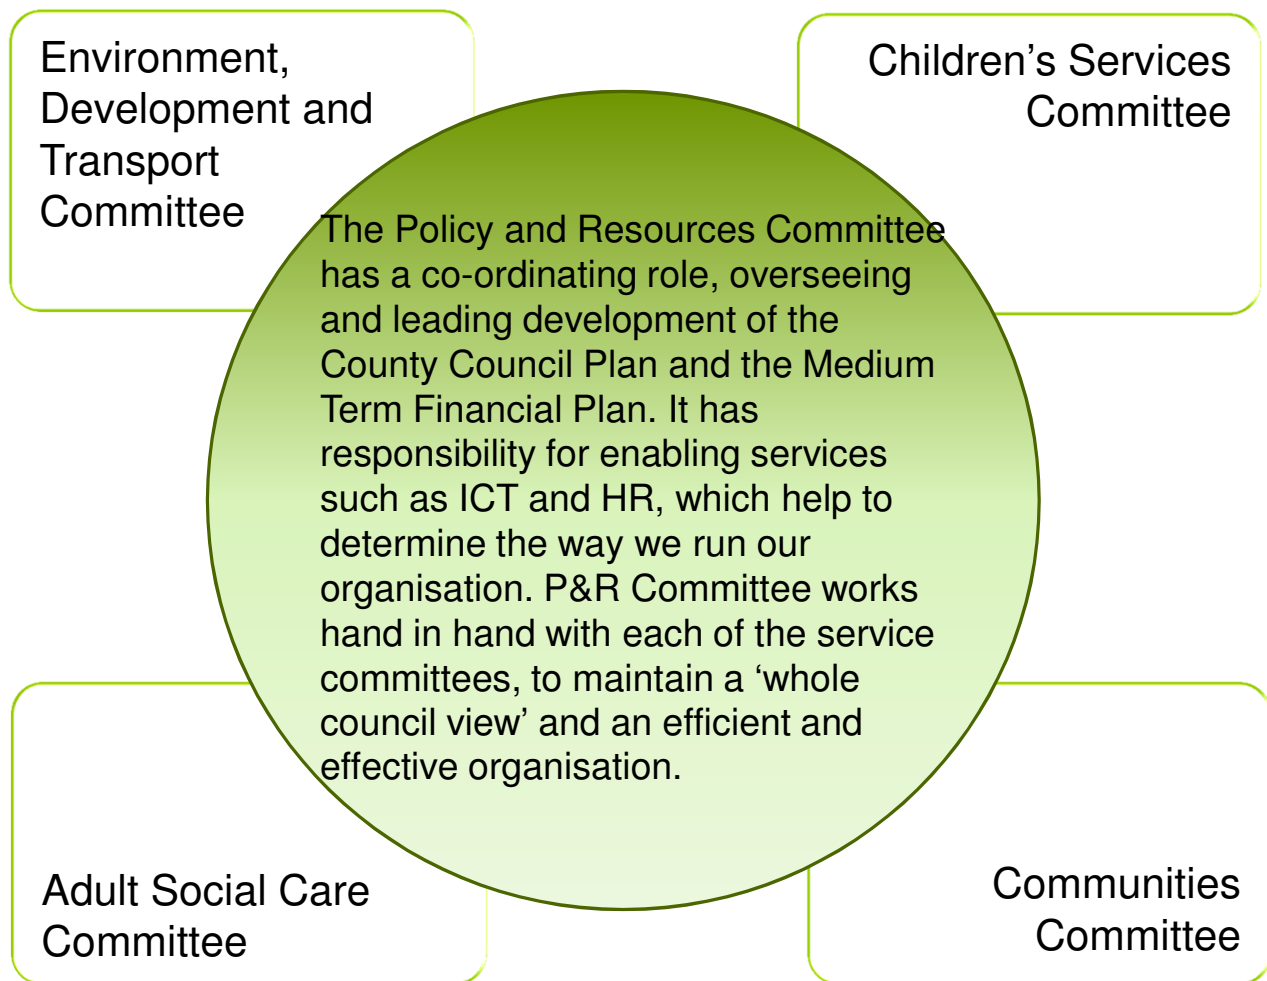 Environment,
Development and
Transport
Committee
Children’s Services
Committee
The Policy and Resources Committee
has a co-ordinating role, overseeing
and leading development of the
County Council Plan and the Medium
Term Financial Plan. It has
responsibility for enabling services
such as ICT and HR, which help to
determine the way we run our
organisation. P&R Committee works
hand in hand with each of the service
committees, to maintain a ‘whole
council view’ and an efficient and
effective organisation.
Adult Social Care
Committee
Communities
Committee